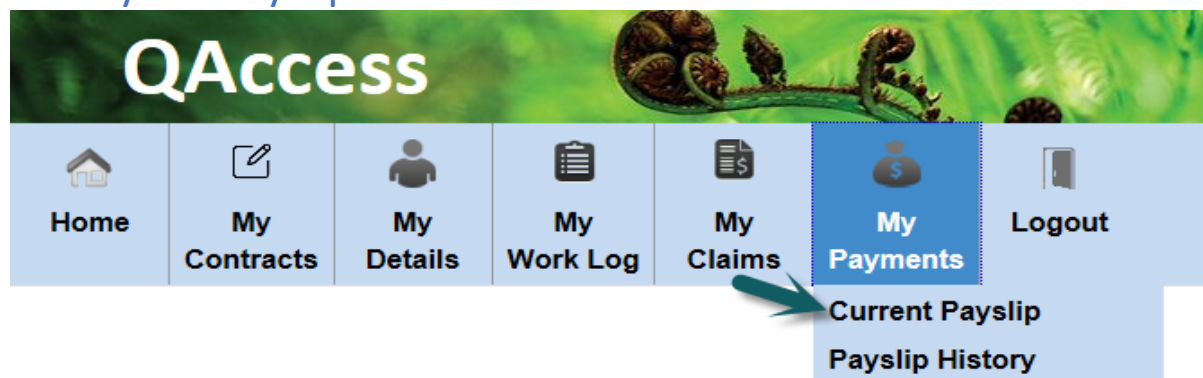 QAccess
Home
My Contracts
My Details
My Work Log
My Claims
My Payments
Logout
Current Payslip
Payslip History